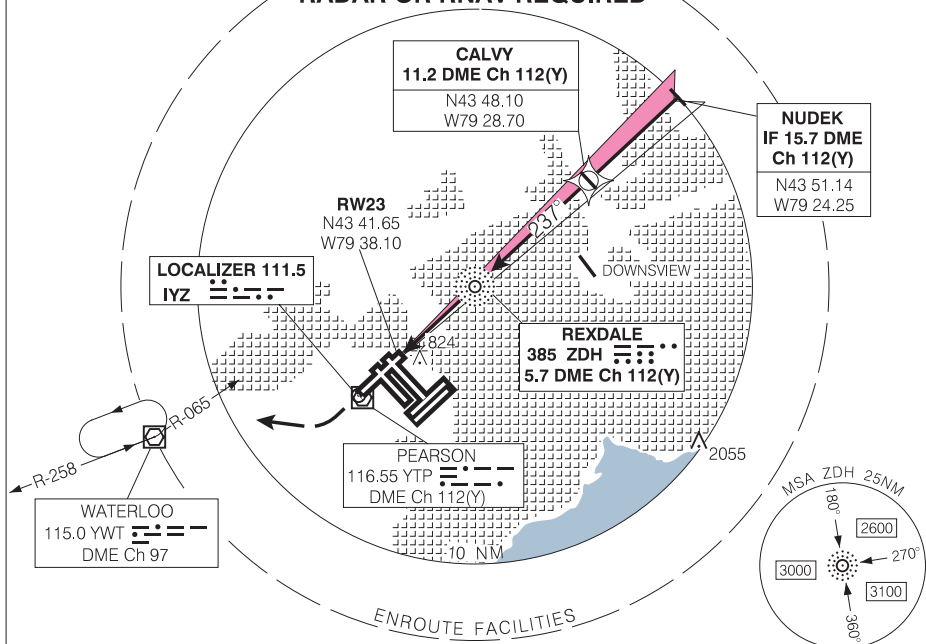 RADAR OR RNAV REQUIRED
CALVY
11.2 DME Ch 112(Y)
N43 48.10
W79 28.70
NUDEK
IF 15.7 DME
Ch 112(Y)
N43 51.14
W79 24.25
RW23
N43 41.65
W79 38.10
237°
LOCALIZER 111.5
IYZ
DOWNSVIEW
REXDALE
385 ZDH
5.7 DME Ch 112(Y)
824
R-065
R-258
PEARSON
116.55 YTP
DME Ch 112(Y)
2055
WATERLOO
115.0 YWT
DME Ch 97
10 NM
ENROUTE FACILITIES
MSA ZDH 25NM
180°
2600
270°
3000
3100
360°